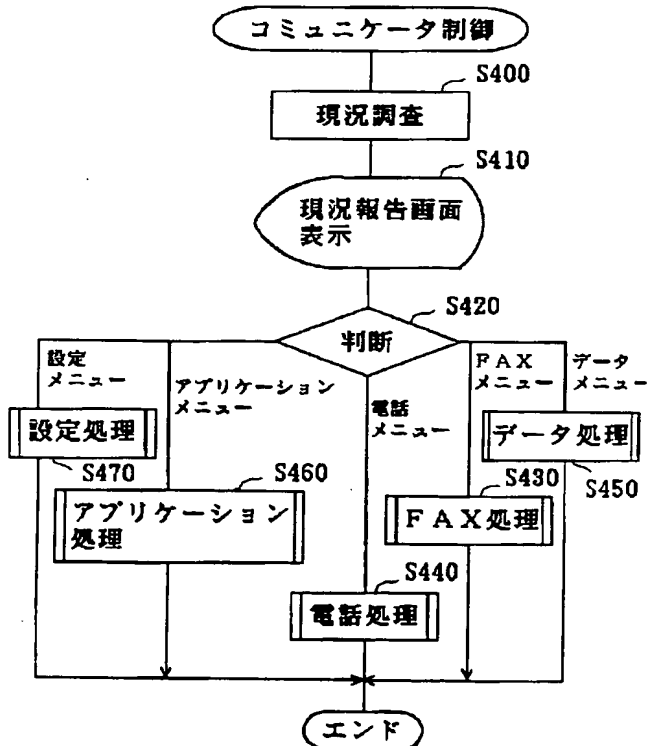 コミュニケータ制御
S400
現況調査
S410
現況報告画面
表示
S420
判断
設定
メニュー
アプリケーション
メニュー
電話
メニュー
FAX
メニュー
データ
メニュー
設定処理
S470
データ処理
S450
S460
アプリケーション
処理
S430
FAX処理
S440
電話処理
エンド